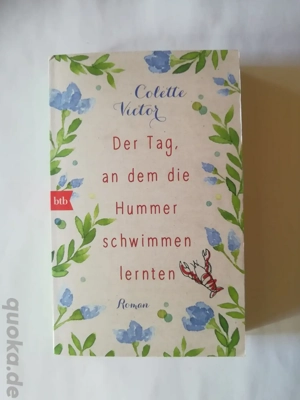 Colette
Victor
Der Tag,
an dem die
btb
Hummer
schwimmen
lernten
Roman
quoka.de